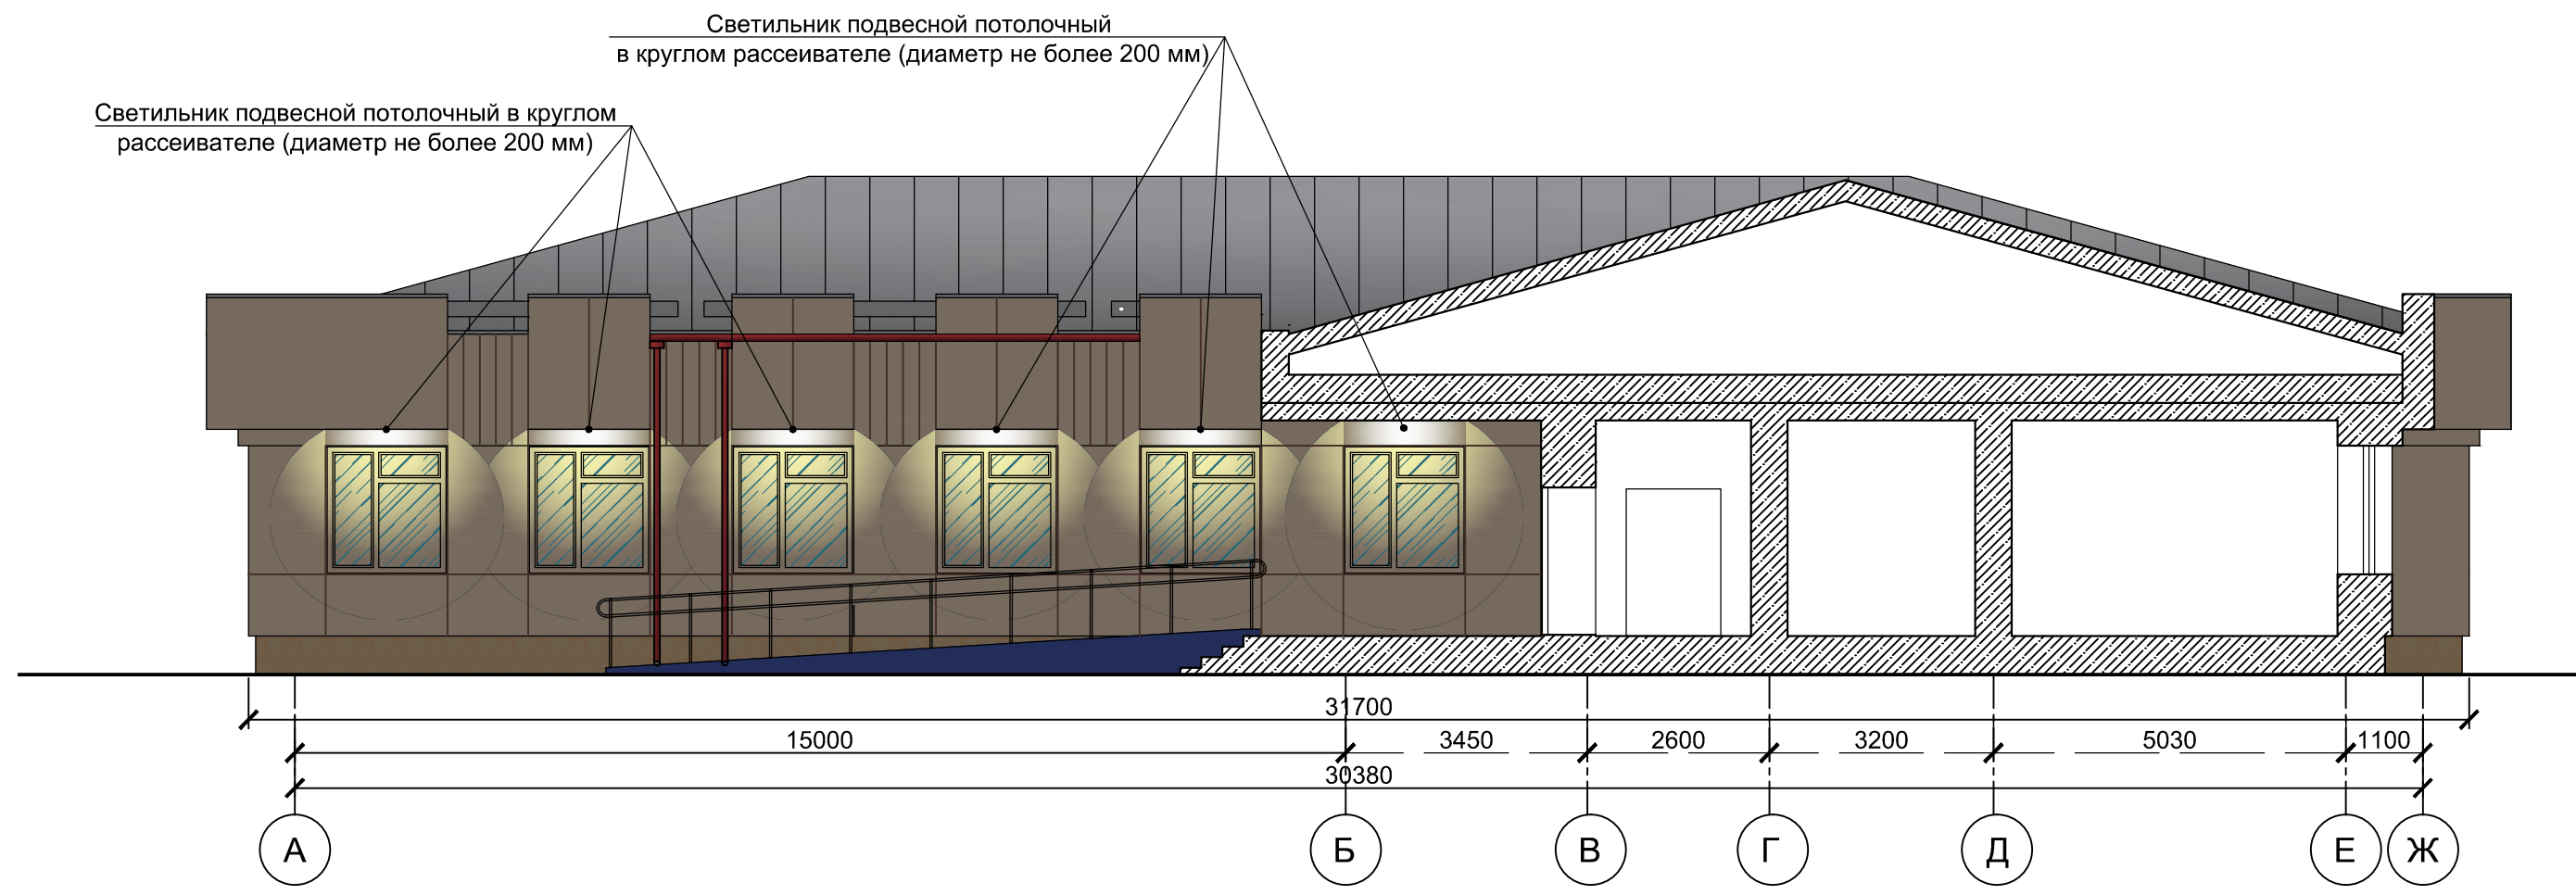 Светильник подвесной потолочный
в круглом рассеивателе (диаметр не более 200 мм)
Светильник подвесной потолочный в круглом
рассеивателе (диаметр не более 200 мм)
31700
15000
3450
2600
3200
5030
1100
30380
А
Б
В
Г
Д
Е
Ж